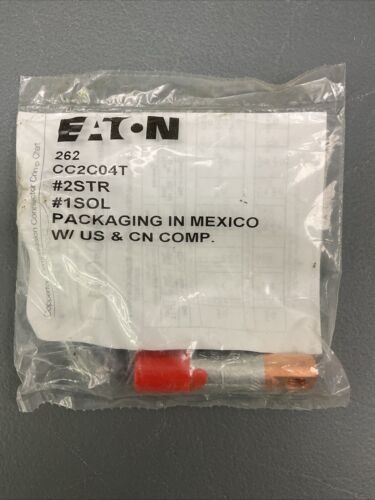 EATON
262
CC2C04T
#2STR
#1SOL
PACKAGING IN MEXICO
W/ US & CN COMP.